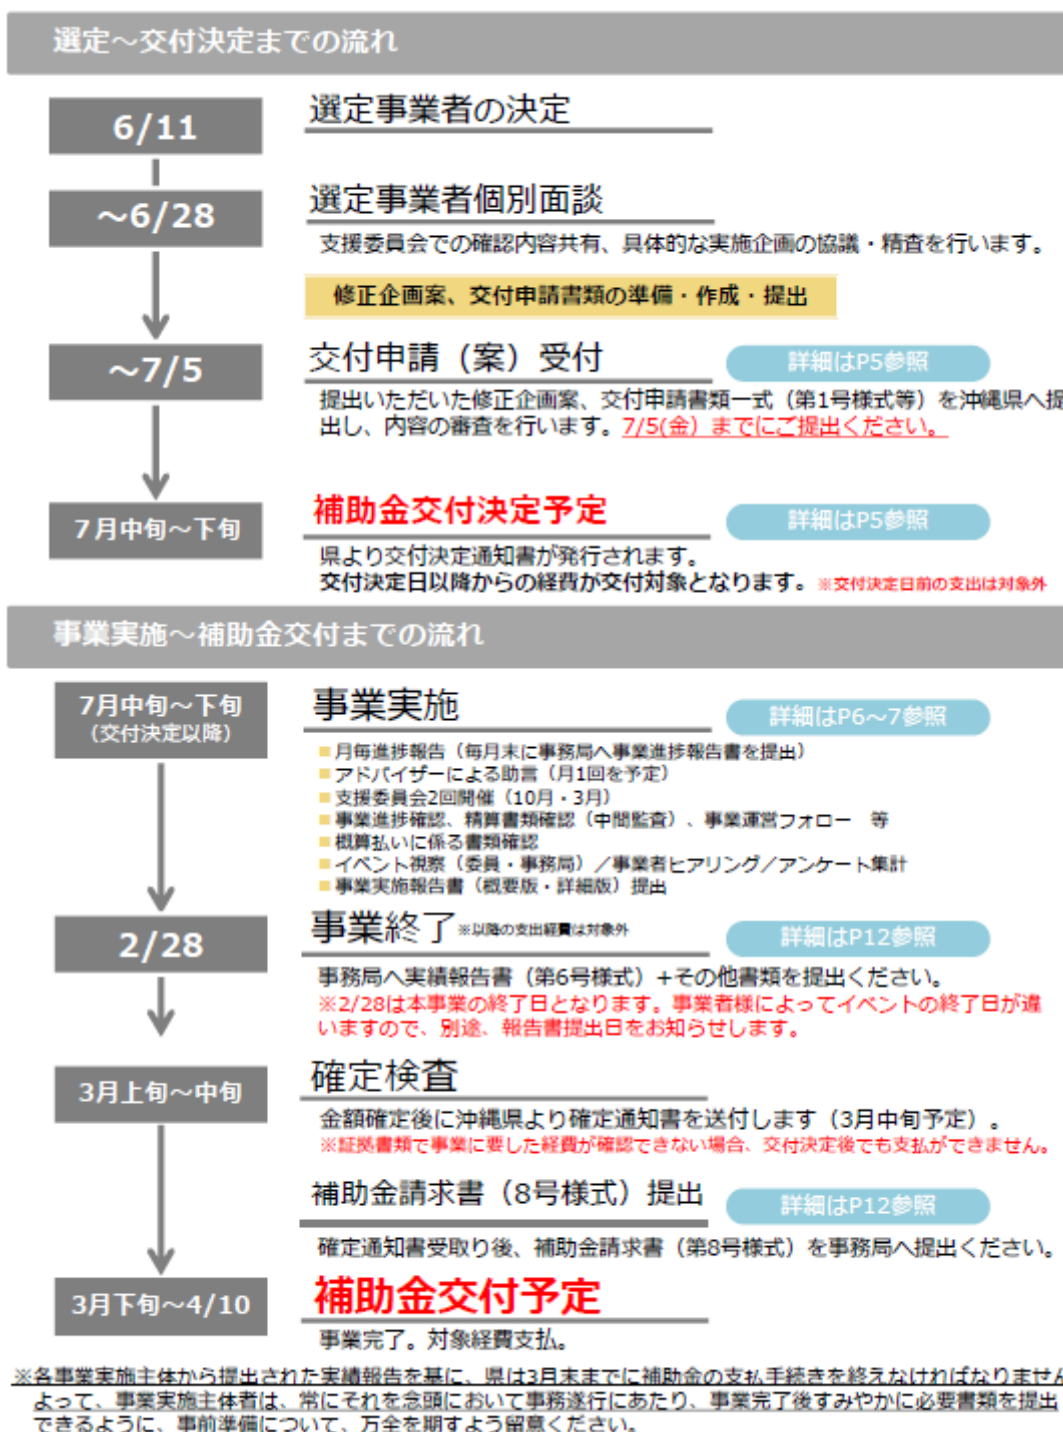 選定～交付決定までの流れ
6/11
選定事業者の決定
～6/28
選定事業者個別面談
支援委員会での確認内容共有、具体的な実施企画の協議・精査を行います。
修正企画案、交付申請書類の準備・作成・提出
～7/5
交付申請（案）受付
詳細はP5参照
提出いただいた修正企画案、交付申請書類一式（第1号様式等）を沖縄県へ提
出し、内容の審査を行います。7/5(金）までにご提出ください。
7月中旬～下旬
補助金交付決定予定
詳細はP5参照
県より交付決定通知書が発行されます。
交付決定日以降からの経費が交付対象となります。※交付決定日前の支出は対象外
事業実施～補助金交付までの流れ
7月中旬～下旬
（交付決定以降）
事業実施
詳細はP6～7参照
月毎進捗報告（毎月末に事務局へ事業進捗報告書を提出）
アドバイザーによる助言（月1回を予定）
支援委員会2回開催（10月・3月）
事業進捗確認、精算書類確認（中間監査）、事業運営フォロー　等
概算払いに係る書類確認
イベント視察（委員・事務局）／事業者ヒアリング/アンケート集計
事業実施報告書（概要版・詳細版）提出
2/28
事業終了※以降の支出経費は対象外
詳細はP12参照
事務局へ実績報告書（第6号様式）+その他書類を提出ください。
※2/28は本事業の終了日となります。事業者様によってイベントの終了日が違
いますので、別途、報告書提出日をお知らせします。
3月上旬～中旬
確定検査
金額確定後に沖縄県より確定通知書を送付します（3月中旬予定）。
※証拠書類で事業に要した経費が確認できない場合、交付決定後でも支払ができません。
補助金請求書（8号様式）提出
詳細はP12参照
確定通知書受取り後、補助金請求書（第8号様式）を事務局へ提出ください。
3月下旬～4/10
補助金交付予定
事業完了。対象経費支払。
※各事業実施主体から提出された実績報告を基に、県は3月末までに補助金の支払手続きを終えなければなりません
よって、事業実施主体者は、常にそれを念頭において事務遂行にあたり、事業完了後すみやかに必要書類を提出
できるように、事前準備について、万全を期すよう留意ください。